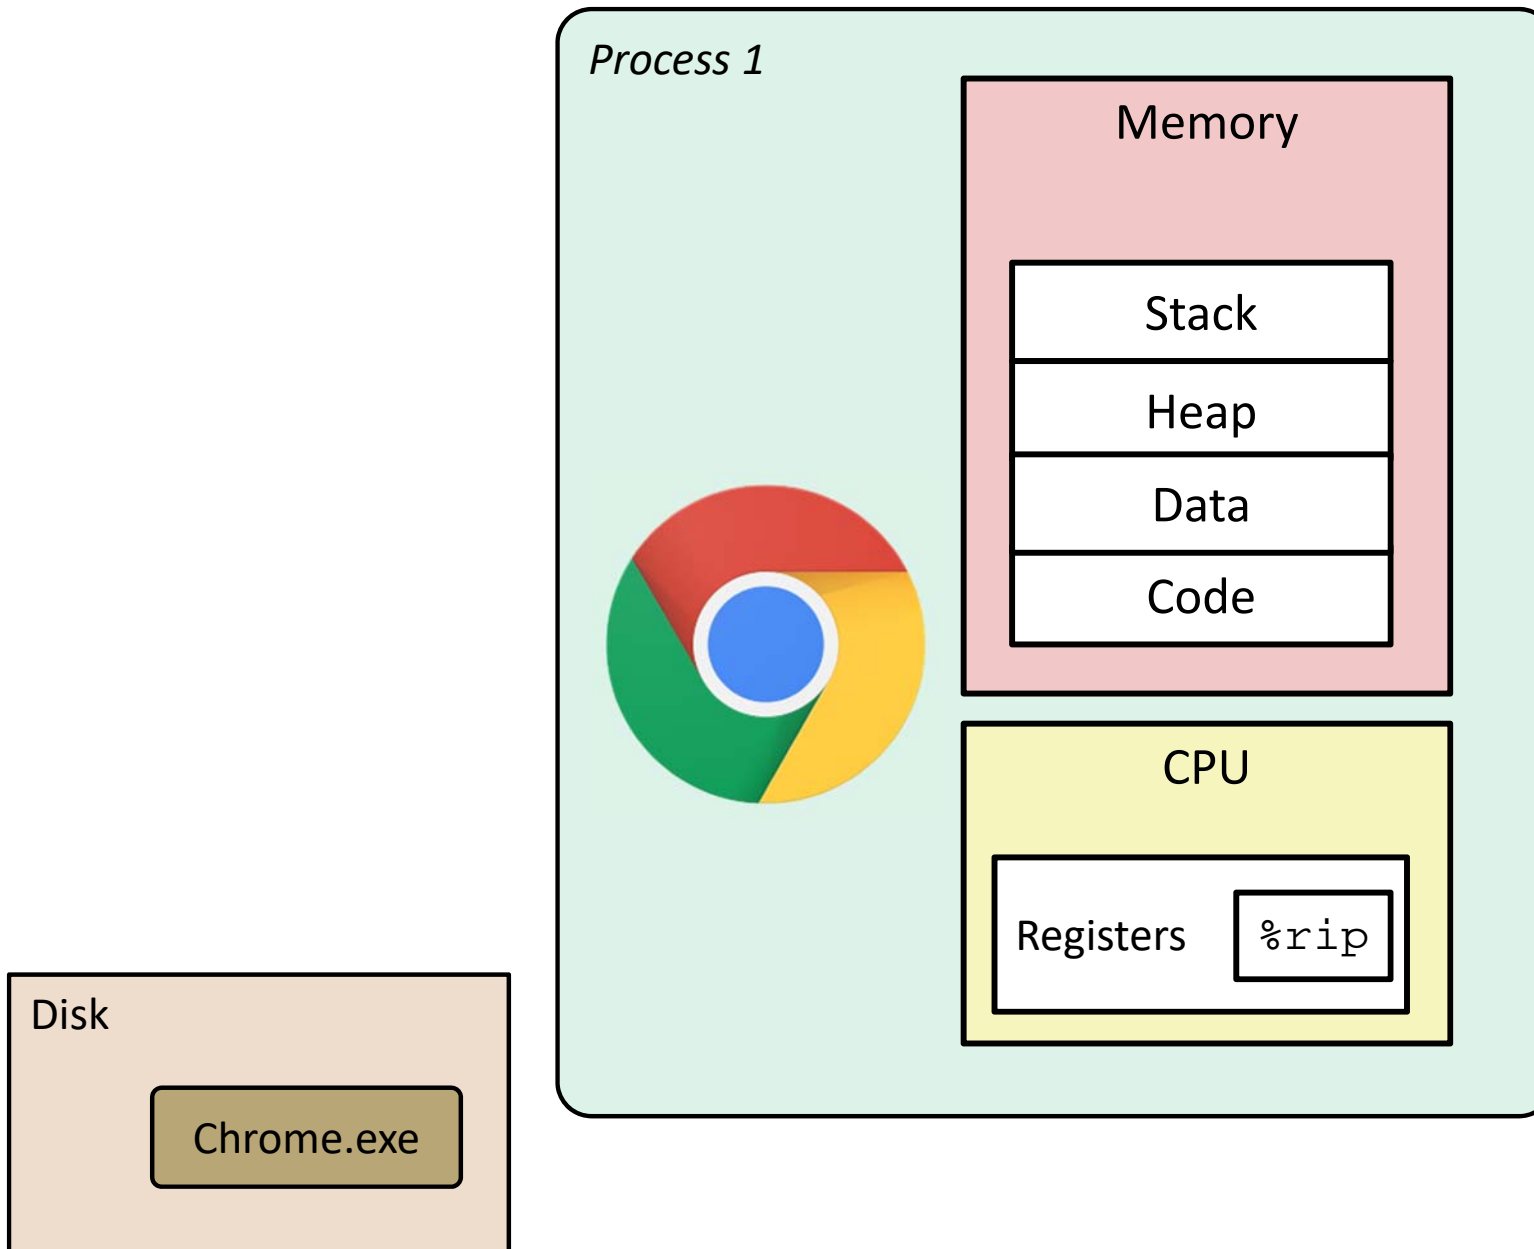 Process 1
Memory
Stack
Heap
Data
Code
CPU
Registers %rip
Disk
Chrome.exe